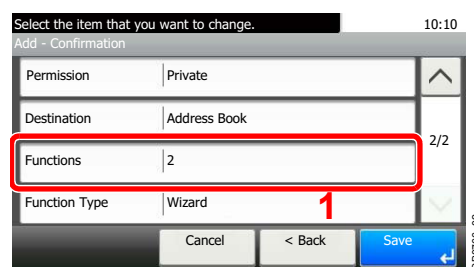 Select the item that you want to change. 10:10
Add - Confirmation
Permission Private
Destination Address Book
2/2
Functions 2
Function Type Wizard
1
Cancel < Back Save